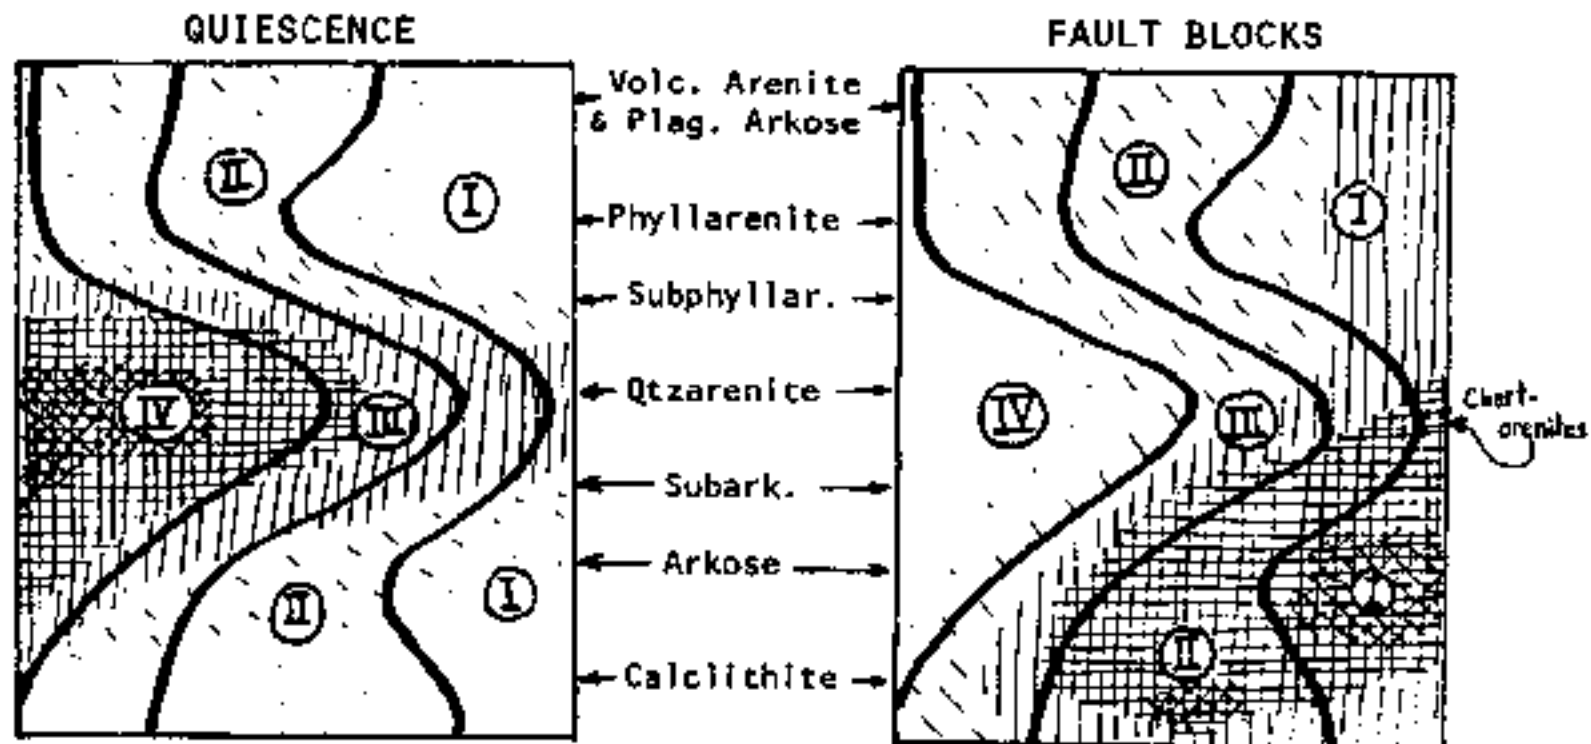 QUIESCENCE
FAULT BLOCKS
Volc. Arenite
& Plag. Arkose
II
I
II
I
Phyllarenite
Subphyllar.
Qtzarenite
IV
III
IV
III
Chert-
arenites
Subark.
Arkose
II
I
I
Calclithite
II